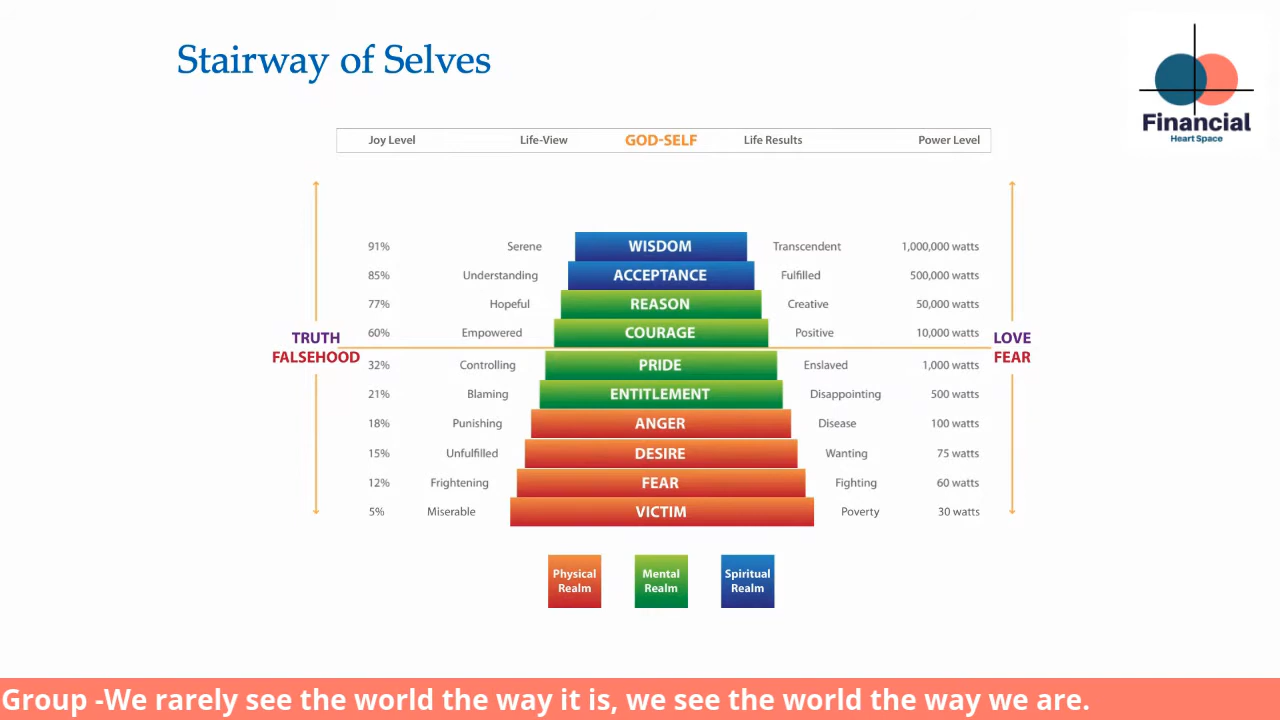 Stairway of Selves
Financial
Heart Space
Joy Level Life-View GOD-SELF Life Results Power Level
91% Serene WISDOM Transcendent 1,000,000 watts
85% Understanding ACCEPTANCE Fulfilled 500,000 watts
77% Hopeful REASON Creative 50,000 watts
60% Empowered COURAGE Positive 10,000 watts
TRUTH LOVE
FALSEHOOD FEAR
32% Controlling PRIDE Enslaved 1,000 watts
21% Blaming ENTITLEMENT Disappointing 500 watts
18% Punishing ANGER Disease 100 watts
15% Unfulfilled DESIRE Wanting 75 watts
12% Frightening FEAR Fighting 60 watts
5% Miserable VICTIM Poverty 30 watts
Physical Mental Spiritual
Realm Realm Realm
Group -We rarely see the world the way it is, we see the world the way we are.